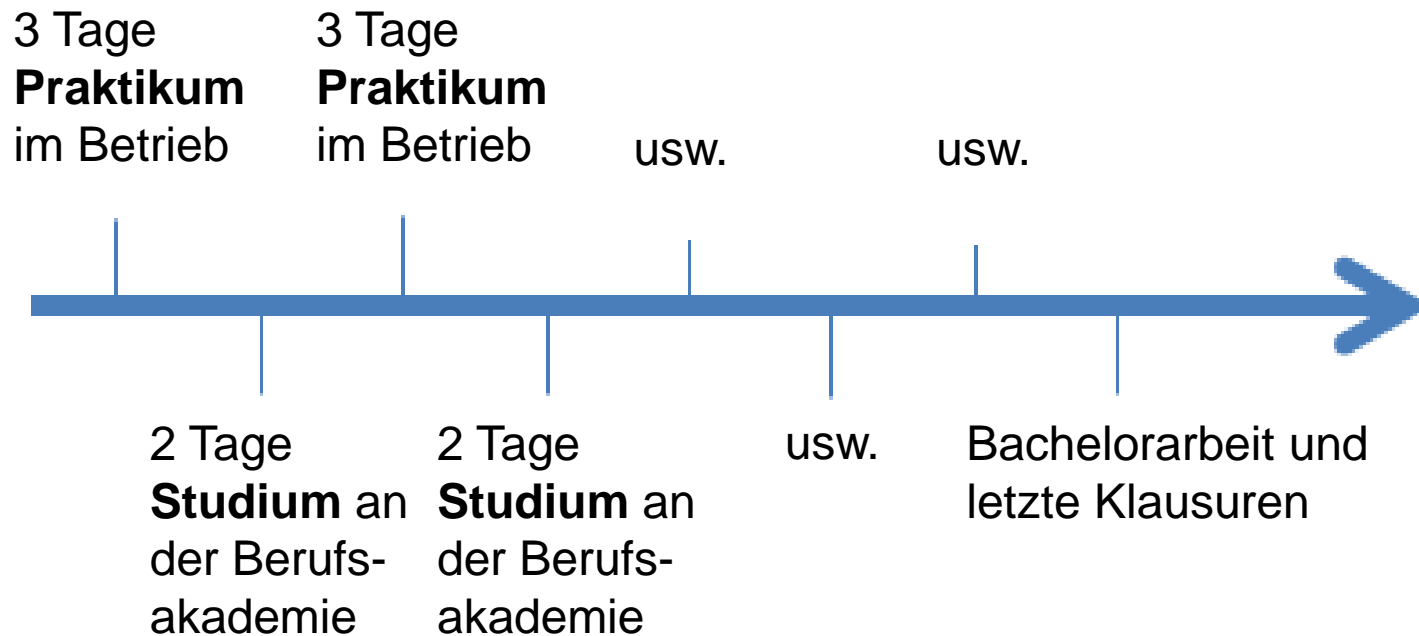 3 Tage
Praktikum
im Betrieb
3 Tage
Praktikum
im Betrieb
usw.
usw.
2 Tage
Studium an
der Berufs-
akademie
2 Tage
Studium an
der Berufs-
akademie
usw.
Bachelorarbeit und
letzte Klausuren